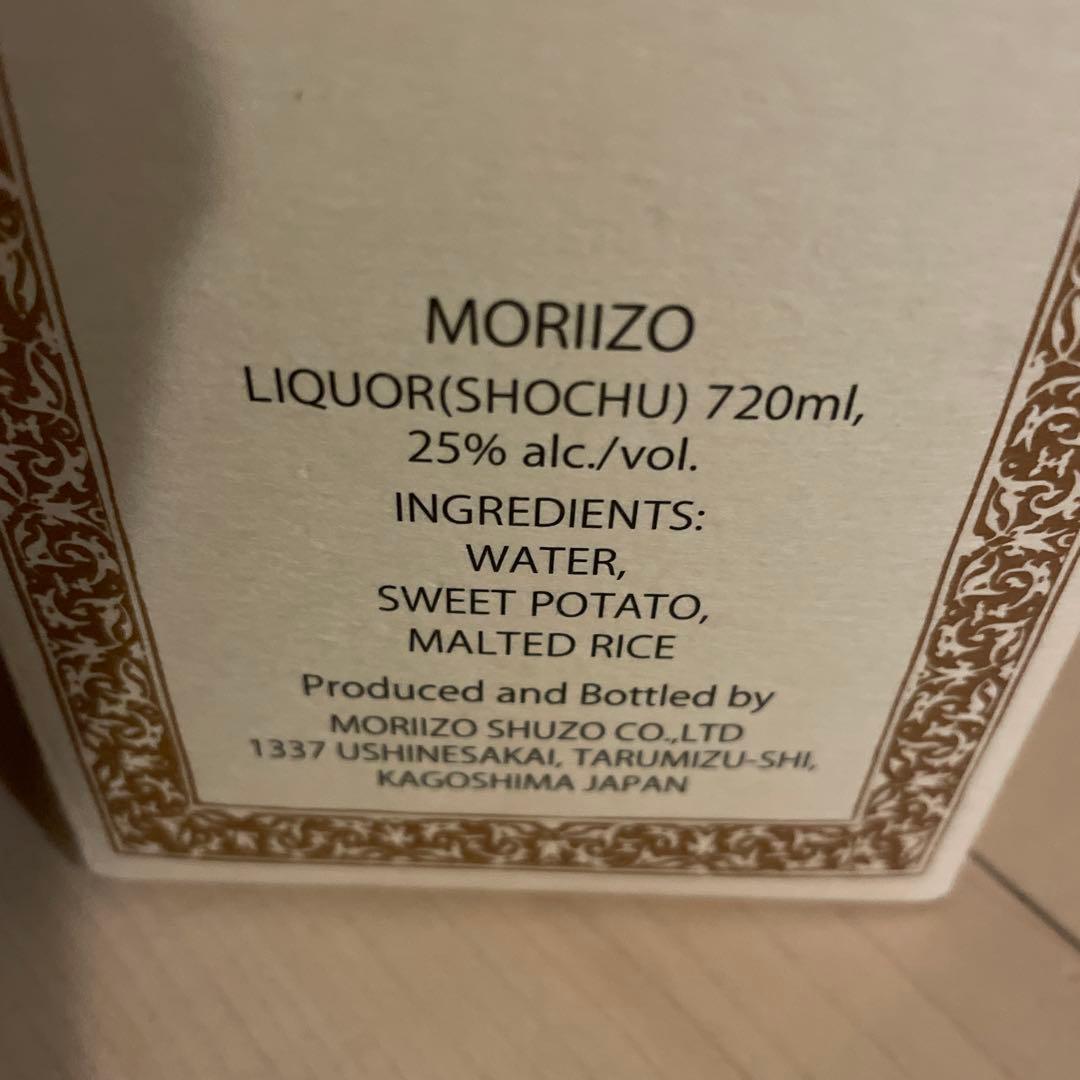 MORIIZO
LIQUOR(SHOCHU) 720ml,
25% alc./vol.
INGREDIENTS:
WATER,
SWEET POTATO,
MALTED RICE
Produced and Bottled by
MORIIZO SHUZO CO.,LTD
1337 USHINESAKAI, TARUMIZU-SHI,
KAGOSHIMA JAPAN